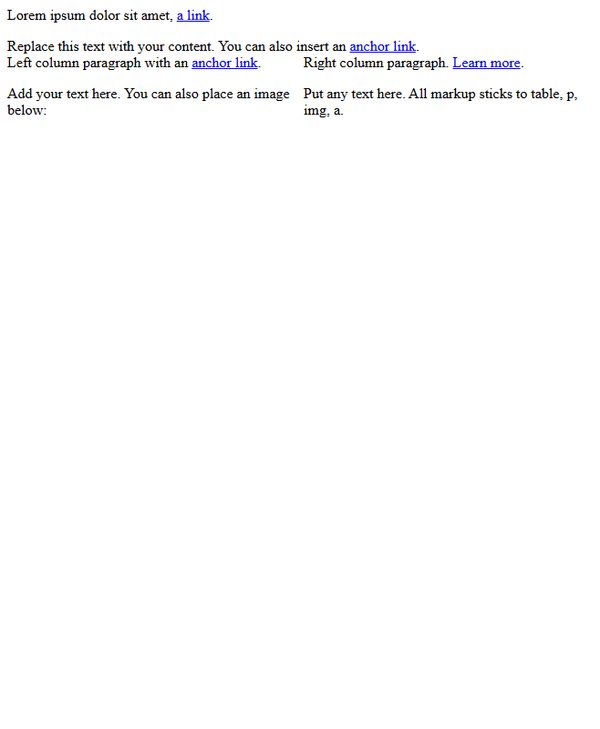 Lorem ipsum dolor sit amet, a link.
Replace this text with your content. You can also insert an anchor link.
Left column paragraph with an anchor link.
Add your text here. You can also place an image
below:
Right column paragraph. Learn more.
Put any text here. All markup sticks to table, p,
img, a.